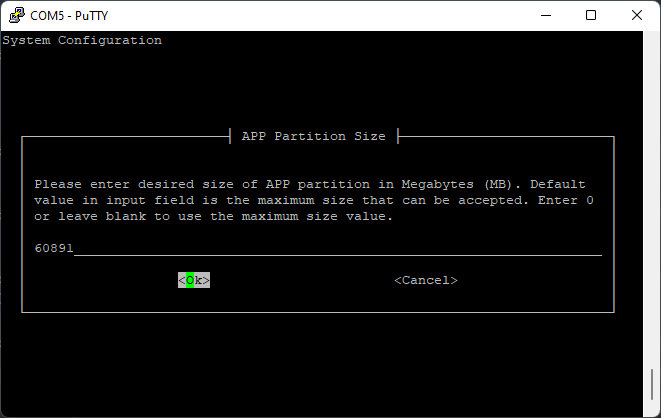 COM5 - PuTTY
System Configuration
APP Partition Size
Please enter desired size of APP partition in Megabytes (MB). Default
value in input field is the maximum size that can be accepted. Enter 0
or leave blank to use the maximum size value.
60891
<Ok> <Cancel>